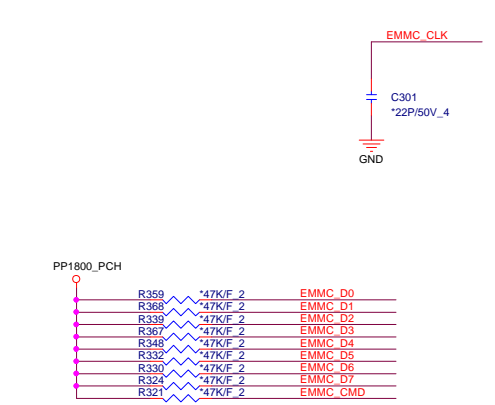 EMMC_CLK
C301
*22P/50V_4
GND
PP1800_PCH
R359 *47K/F_2 EMMC_D0
R368 *47K/F_2 EMMC_D1
R339 *47K/F_2 EMMC_D2
R367 *47K/F_2 EMMC_D3
R348 *47K/F_2 EMMC_D4
R332 *47K/F_2 EMMC_D5
R330 *47K/F_2 EMMC_D6
R324 *47K/F_2 EMMC_D7
R321 *47K/F_2 EMMC_CMD